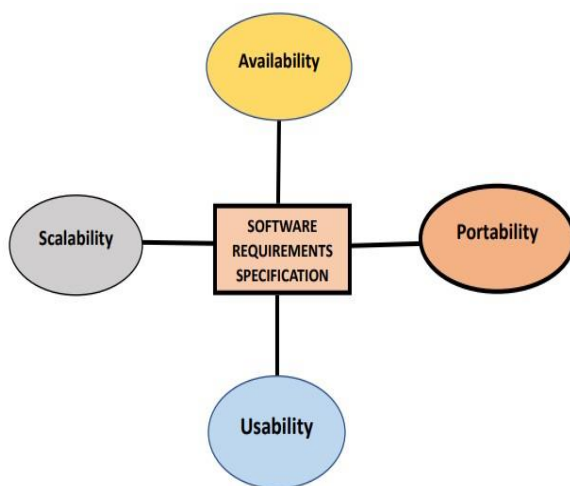 Availability
Scalability
SOFTWARE
REQUIREMENTS
SPECIFICATION
Portability
Usability